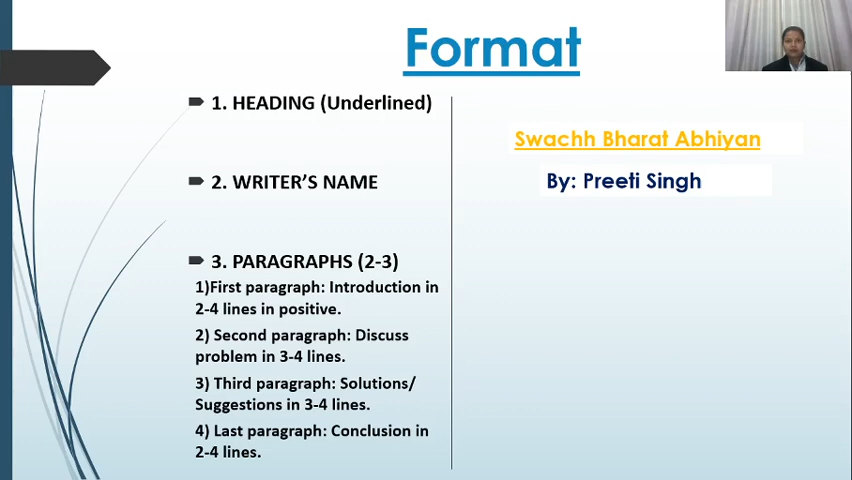 Format
1. HEADING (Underlined)
2. WRITER'S NAME
3. PARAGRAPHS (2-3)
1)First paragraph: Introduction in
2-4 lines in positive.
2) Second paragraph: Discuss
problem in 3-4 lines.
3) Third paragraph: Solutions/
Suggestions in 3-4 lines.
4) Last paragraph: Conclusion in
2-4 lines.
Swachh Bharat Abhiyan
By: Preeti Singh